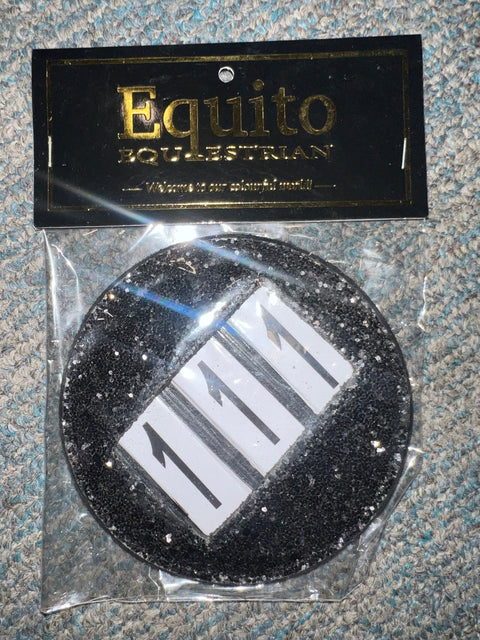 Equito
EQUESTRIAN
Welcome to our colourful world!
1 1 1